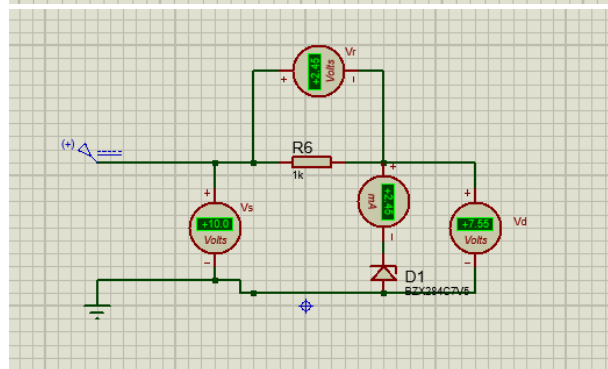 Vr
+2.45
Volts
(+)
R6
1k
+
Vs
+10.0
Volts
+2.45
mA
Vd
+7.55
Volts
D1
BZX284C7V5